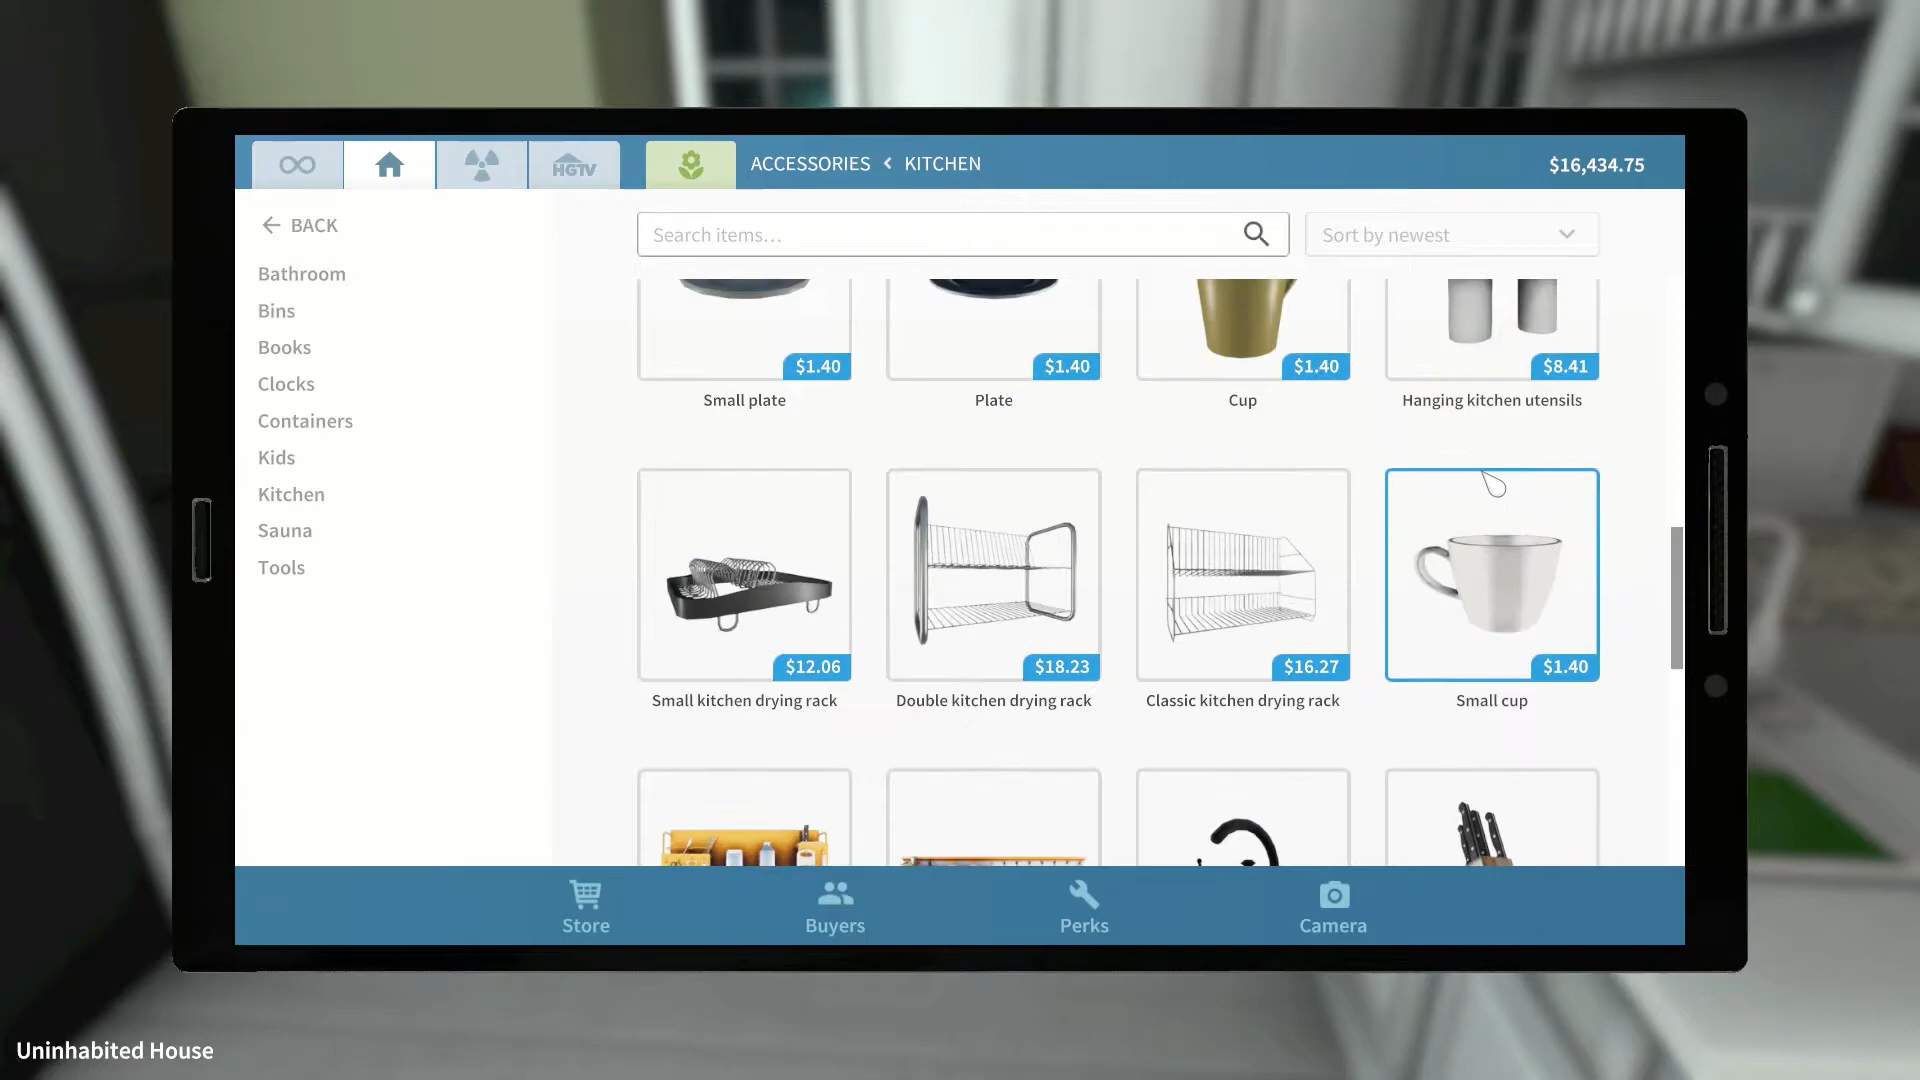 HGTV
ACCESSORIES < KITCHEN
$16,434.75
BACK
Search items...
Sort by newest
Bathroom
Bins
Books
Clocks
Containers
Kids
Kitchen
Sauna
Tools
$1.40
$1.40
$1.40
$8.41
Small plate
Plate
Cup
Hanging kitchen utensils
$12.06
$18.23
$16.27
$1.40
Small kitchen drying rack
Double kitchen drying rack
Classic kitchen drying rack
Small cup
Store
Buyers
Perks
Camera
Uninhabited House